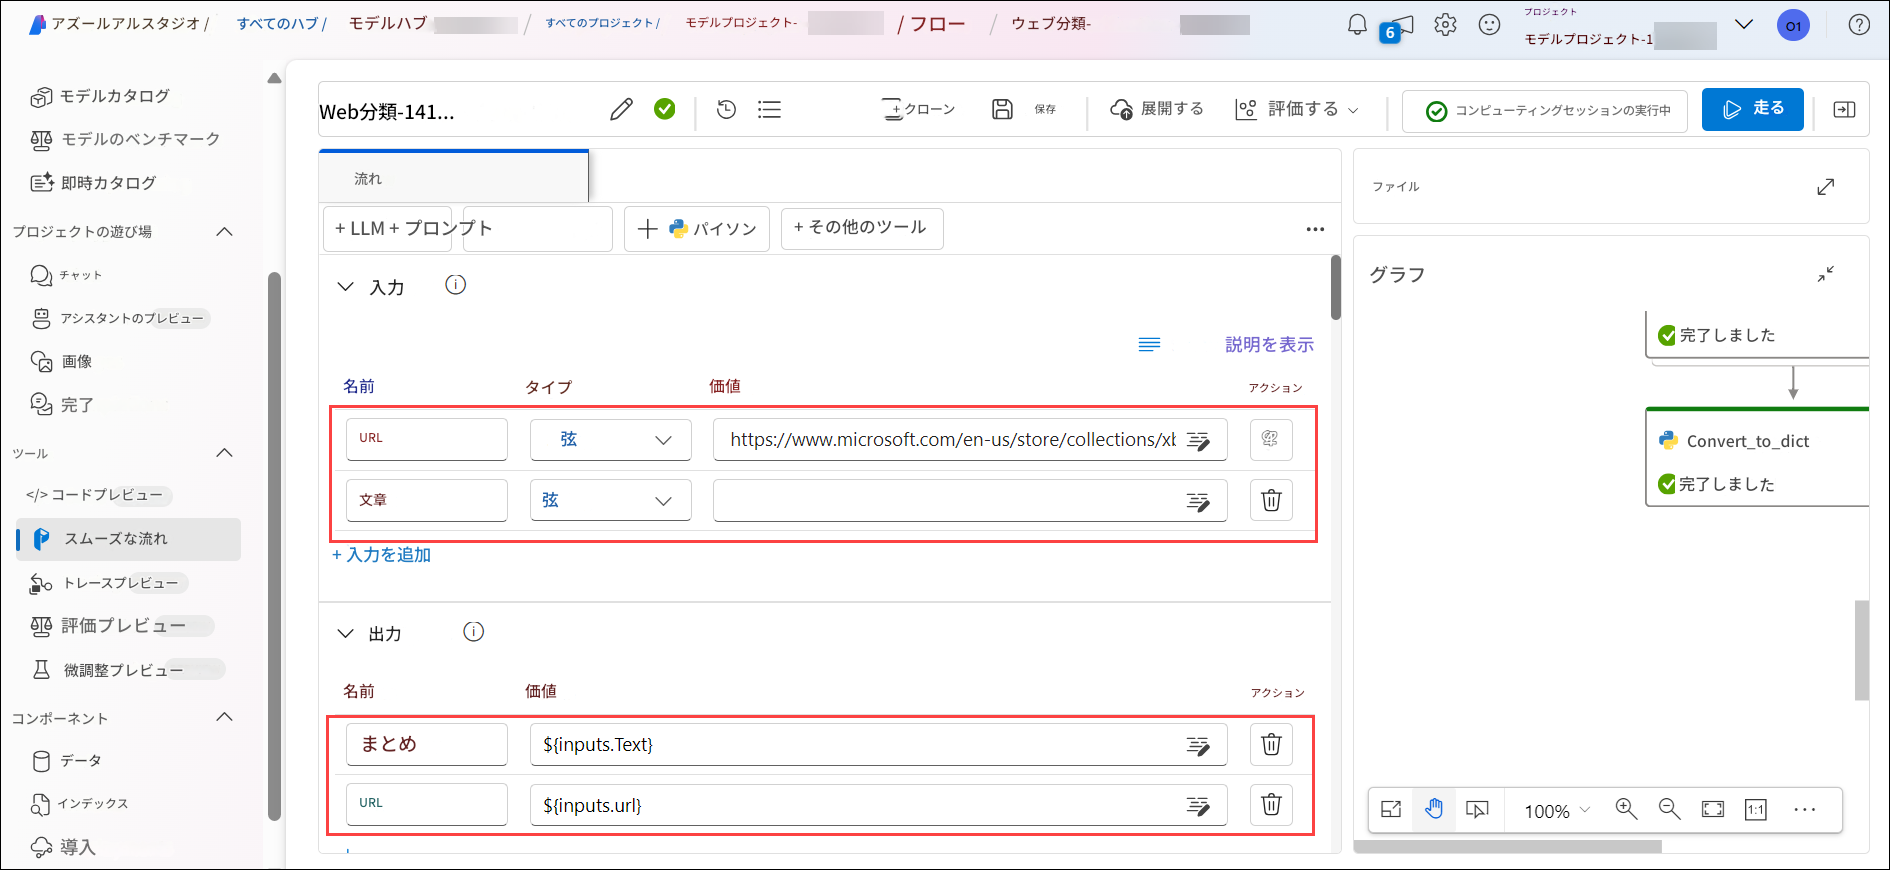 アズールアルスタジオ / すべてのハブ / モデルハブ / すべてのプロジェクト / モデルプロジェクト- / フロー / ウェブ分類-
6
プロジェクト
モデルプロジェクト-1
O1
モデルカタログ
モデルのベンチマーク
即時カタログ
プロジェクトの遊び場
チャット
アシスタントのプレビュー
画像
完了
ツール
</> コードプレビュー
スムーズな流れ
トレースプレビュー
評価プレビュー
微調整プレビュー
コンポーネント
データ
インデックス
導入
Web分類-141...
クローン
保存
展開する
評価する
コンピューティングセッションの実行中
走る
流れ
+ LLM + プロンプト
パイソン
+ その他のツール
...
入力
説明を表示
名前 タイプ 価値 アクション
URL 弦 https://www.microsoft.com/en-us/store/collections/xb
文章 弦
+ 入力を追加
出力
名前 価値 アクション
まとめ ${inputs.Text}
URL ${inputs.url}
ファイル
グラフ
完了しました
Convert_to_dict
完了しました
100%
1:1
...